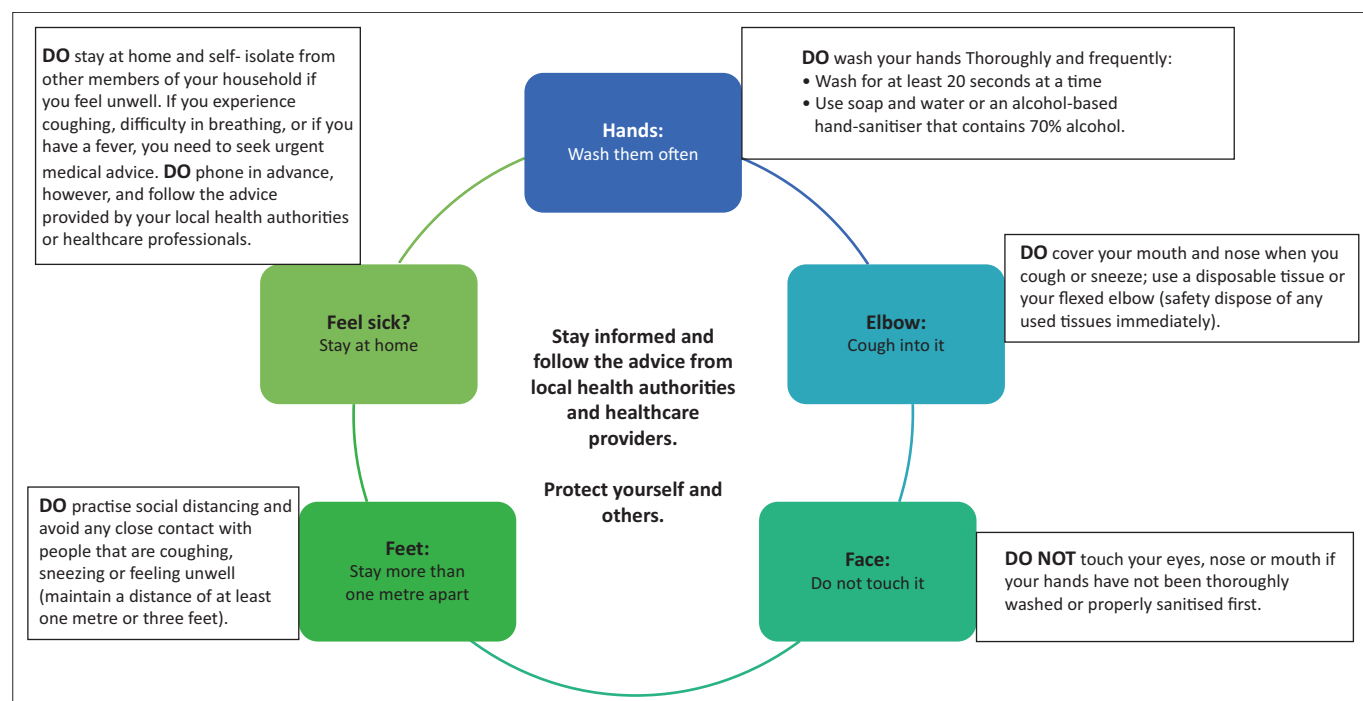 DO stay at home and self- isolate from
other members of your household if
you feel unwell. If you experience
coughing, difficulty in breathing, or if you
have a fever, you need to seek urgent
medical advice. DO phone in advance,
however, and follow the advice
provided by your local health authorities
or healthcare professionals.
Hands:
Wash them often
DO wash your hands Thoroughly and frequently:
• Wash for at least 20 seconds at a time
• Use soap and water or an alcohol-based
hand-sanitiser that contains 70% alcohol.
Feel sick?
Stay at home
Elbow:
Cough into it
DO cover your mouth and nose when you
cough or sneeze; use a disposable tissue or
your flexed elbow (safety dispose of any
used tissues immediately).
Stay informed and
follow the advice from
local health authorities
and healthcare
providers.
Protect yourself and
others.
DO practise social distancing and
avoid any close contact with
people that are coughing,
sneezing or feeling unwell
(maintain a distance of at least
one metre or three feet).
Feet:
Stay more than
one metre apart
Face:
Do not touch it
DO NOT touch your eyes, nose or mouth if
your hands have not been thoroughly
washed or properly sanitised first.